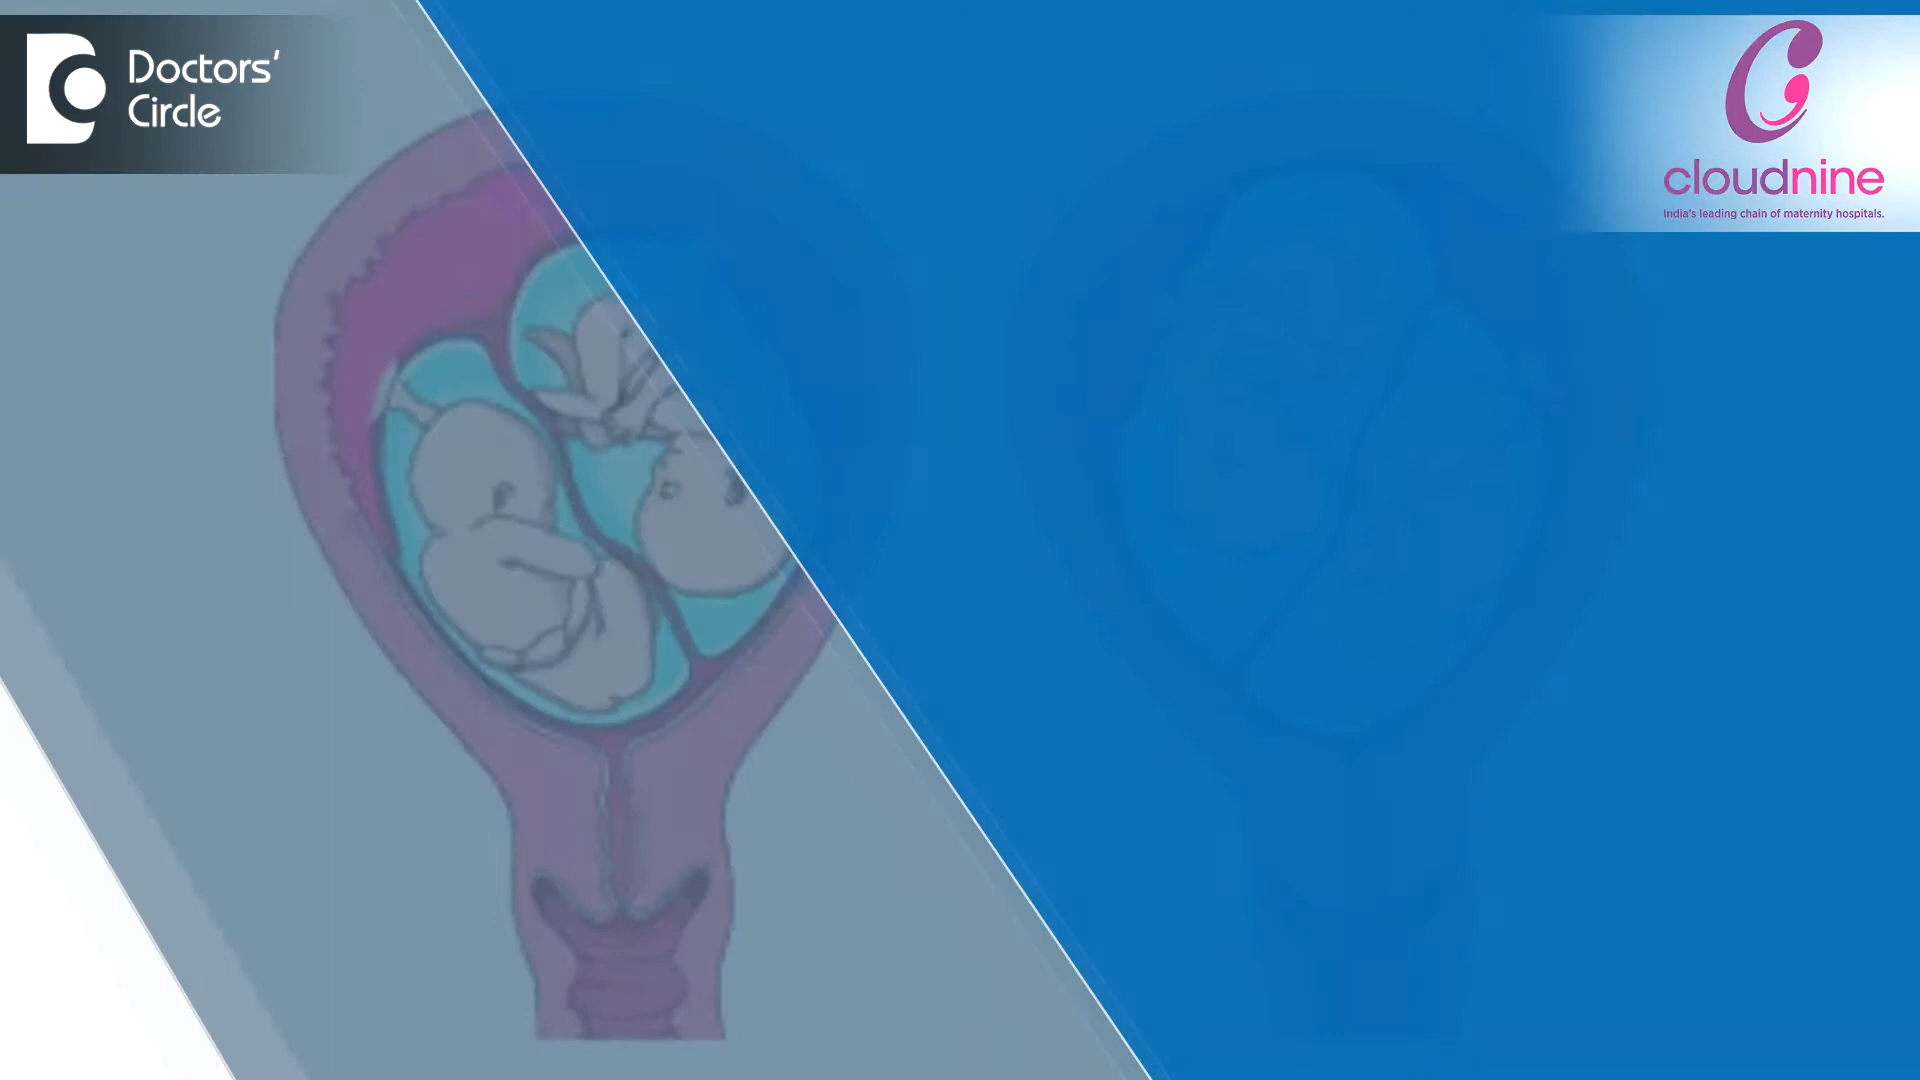 Doctors'
Circle
cloudnine
India's leading chain of maternity hospitals.